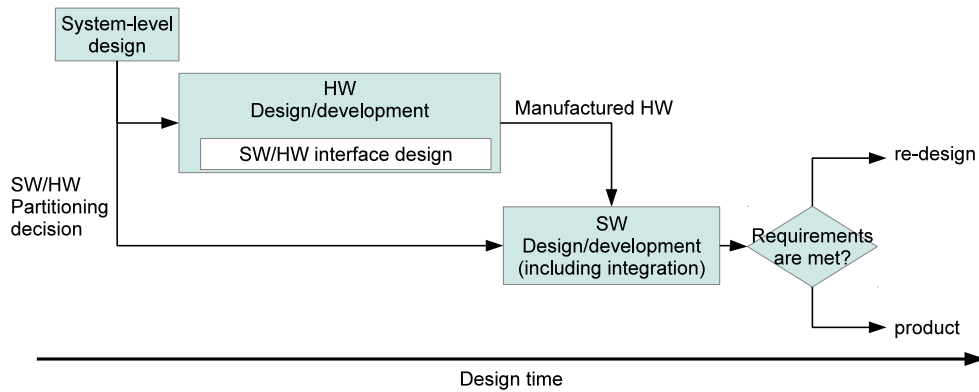 System-level
design
HW
Design/development
SW/HW interface design
Manufactured HW
SW/HW
Partitioning
decision
SW
Design/development
(including integration)
Requirements
are met?
re-design
product
Design time